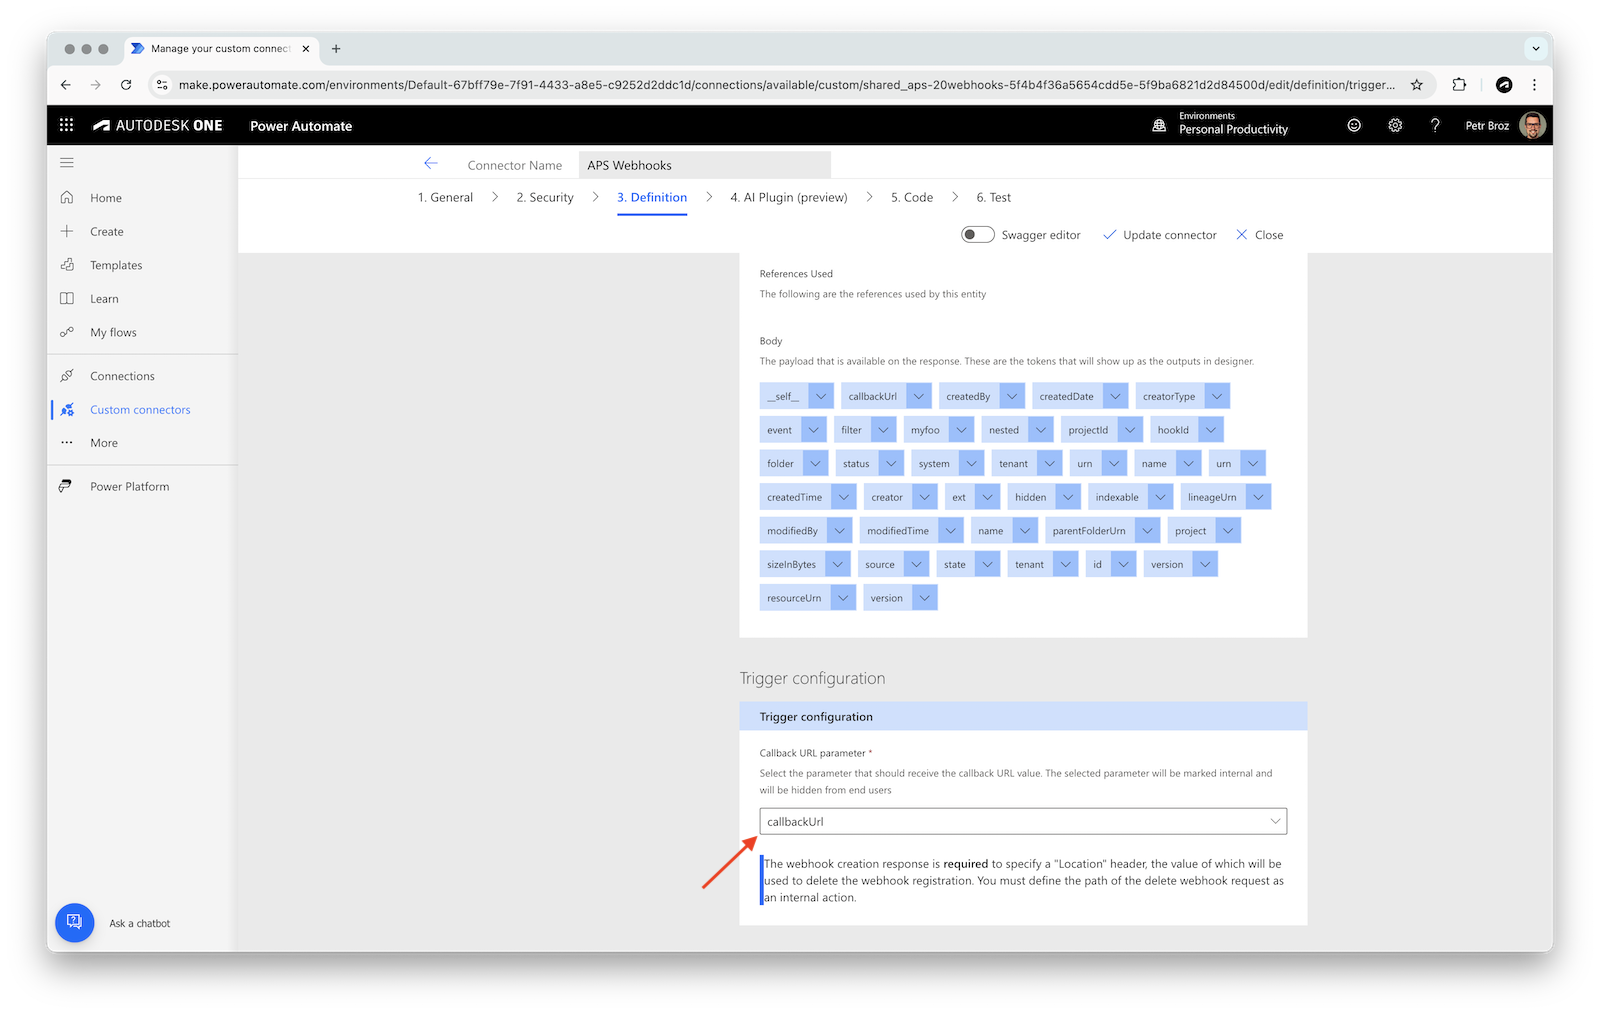 Manage your custom connect
make.powerautomate.com/environments/Default-67bff79e-7f91-4433-a8e5-c9252d2ddc1d/connections/available/custom/shared_aps-20webhooks-5f4b4f36a5654cdd5e-5f9ba6821d2d84500d/edit/definition/trigger...
AUTODESK ONE
Power Automate
Environments
Personal Productivity
?
Petr Broz
Connector Name
APS Webhooks
1. General
2. Security
3. Definition
4. AI Plugin (preview)
5. Code
6. Test
Swagger editor
Update connector
Close
Home
Create
Templates
Learn
My flows
Connections
Custom connectors
More
Power Platform
Ask a chatbot
References Used
The following are the references used by this entity
Body
The payload that is available on the response. These are the tokens that will show up as the outputs in designer.
__self__ callbackUrl createdBy createdDate creatorType
event filter myfoo nested projectId hookId
folder status system tenant urn name urn
createdTime creator ext hidden indexable lineageUrn
modifiedBy modifiedTime name parentFolderUrn project
sizeInBytes source state tenant id version
resourceUrn version
Trigger configuration
Trigger configuration
Callback URL parameter *
Select the parameter that should receive the callback URL value. The selected parameter will be marked internal and
will be hidden from end users
callbackUrl
The webhook creation response is required to specify a "Location" header, the value of which will be
used to delete the webhook registration. You must define the path of the delete webhook request as
an internal action.